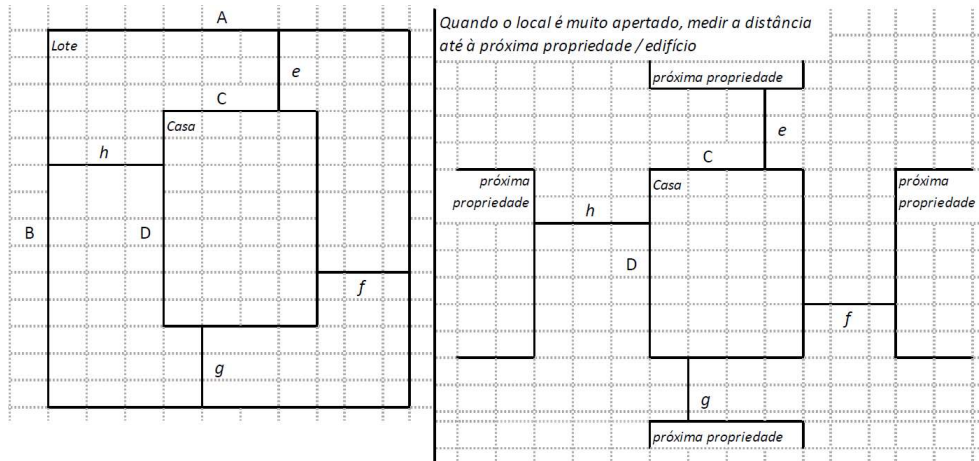 A
Lote
e
C
Casa
h
B
D
f
g
Quando o local é muito apertado, medir a distância
até à próxima propriedade / edifício
próxima propriedade
e
C
próxima
propriedade
Casa
próxima
propriedade
h
D
f
g
próxima propriedade